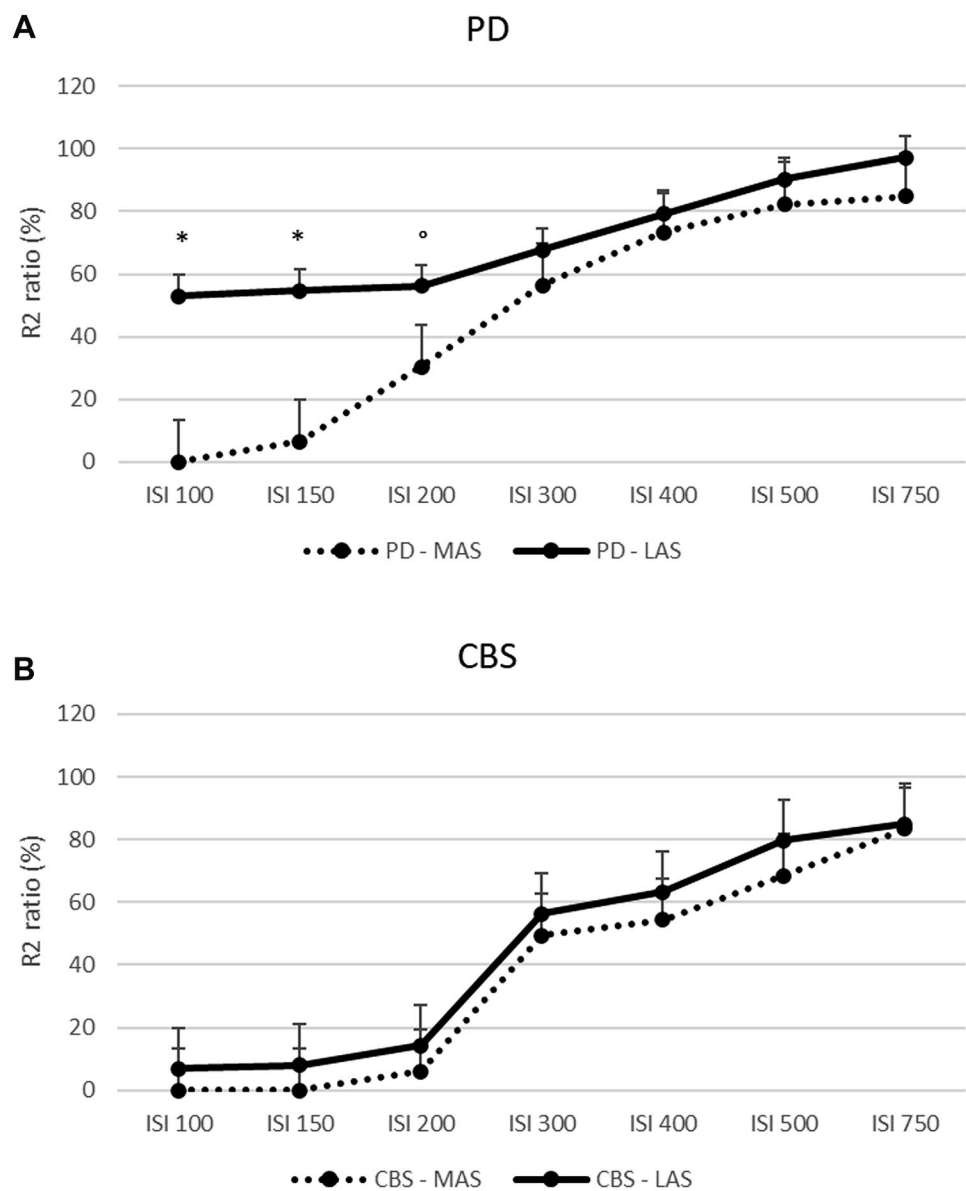 A
PD
120
100
80
60
40
20
0
R2 ratio (%)
* * °
ISI 100 ISI 150 ISI 200 ISI 300 ISI 400 ISI 500 ISI 750
PD - MAS PD - LAS
B
CBS
120
100
80
60
40
20
0
R2 ratio (%)
ISI 100 ISI 150 ISI 200 ISI 300 ISI 400 ISI 500 ISI 750
CBS - MAS CBS - LAS